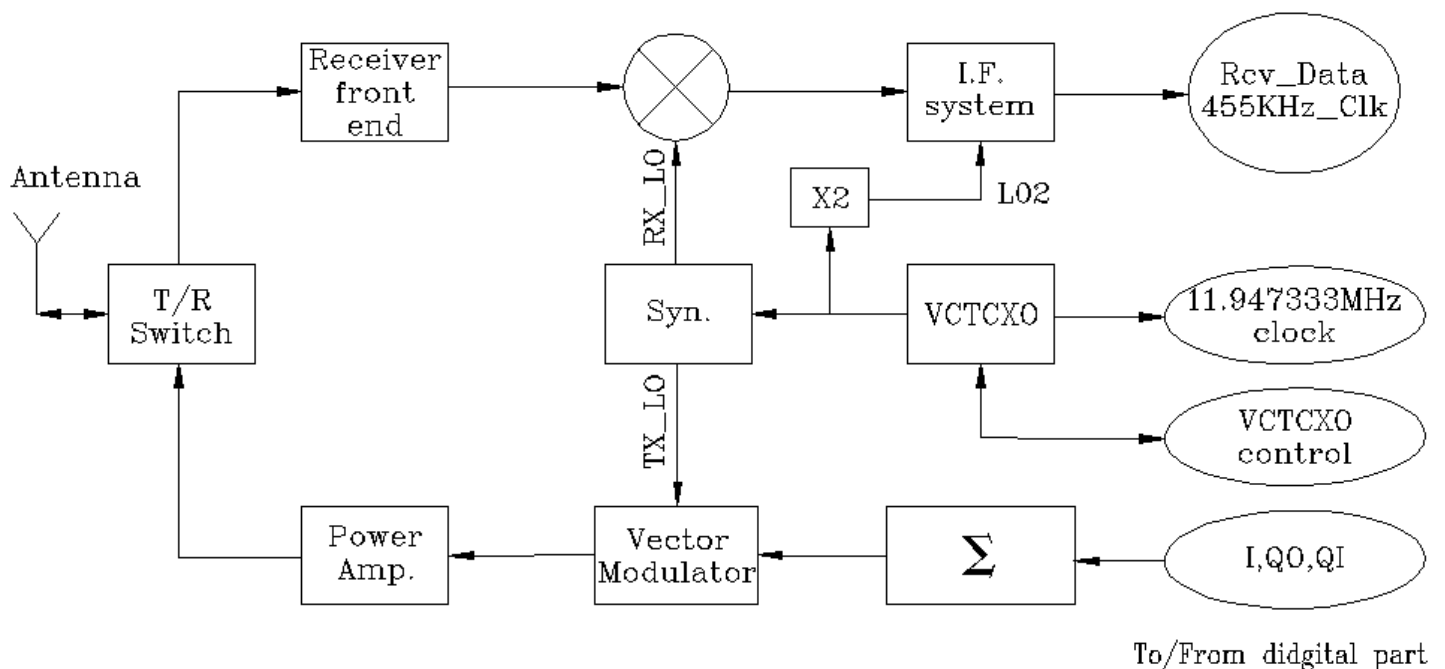 Receiver
front
end
I.F.
system
Rcv_Data
455KHz_Clk
Antenna
RX_LO
X2
LO2
T/R
Switch
Syn.
VCTCXO
11.947333MHz
clock
TX_LO
VCTCXO
control
Power
Amp.
Vector
Modulator
Σ
I,QO,QI
To/From didgital part